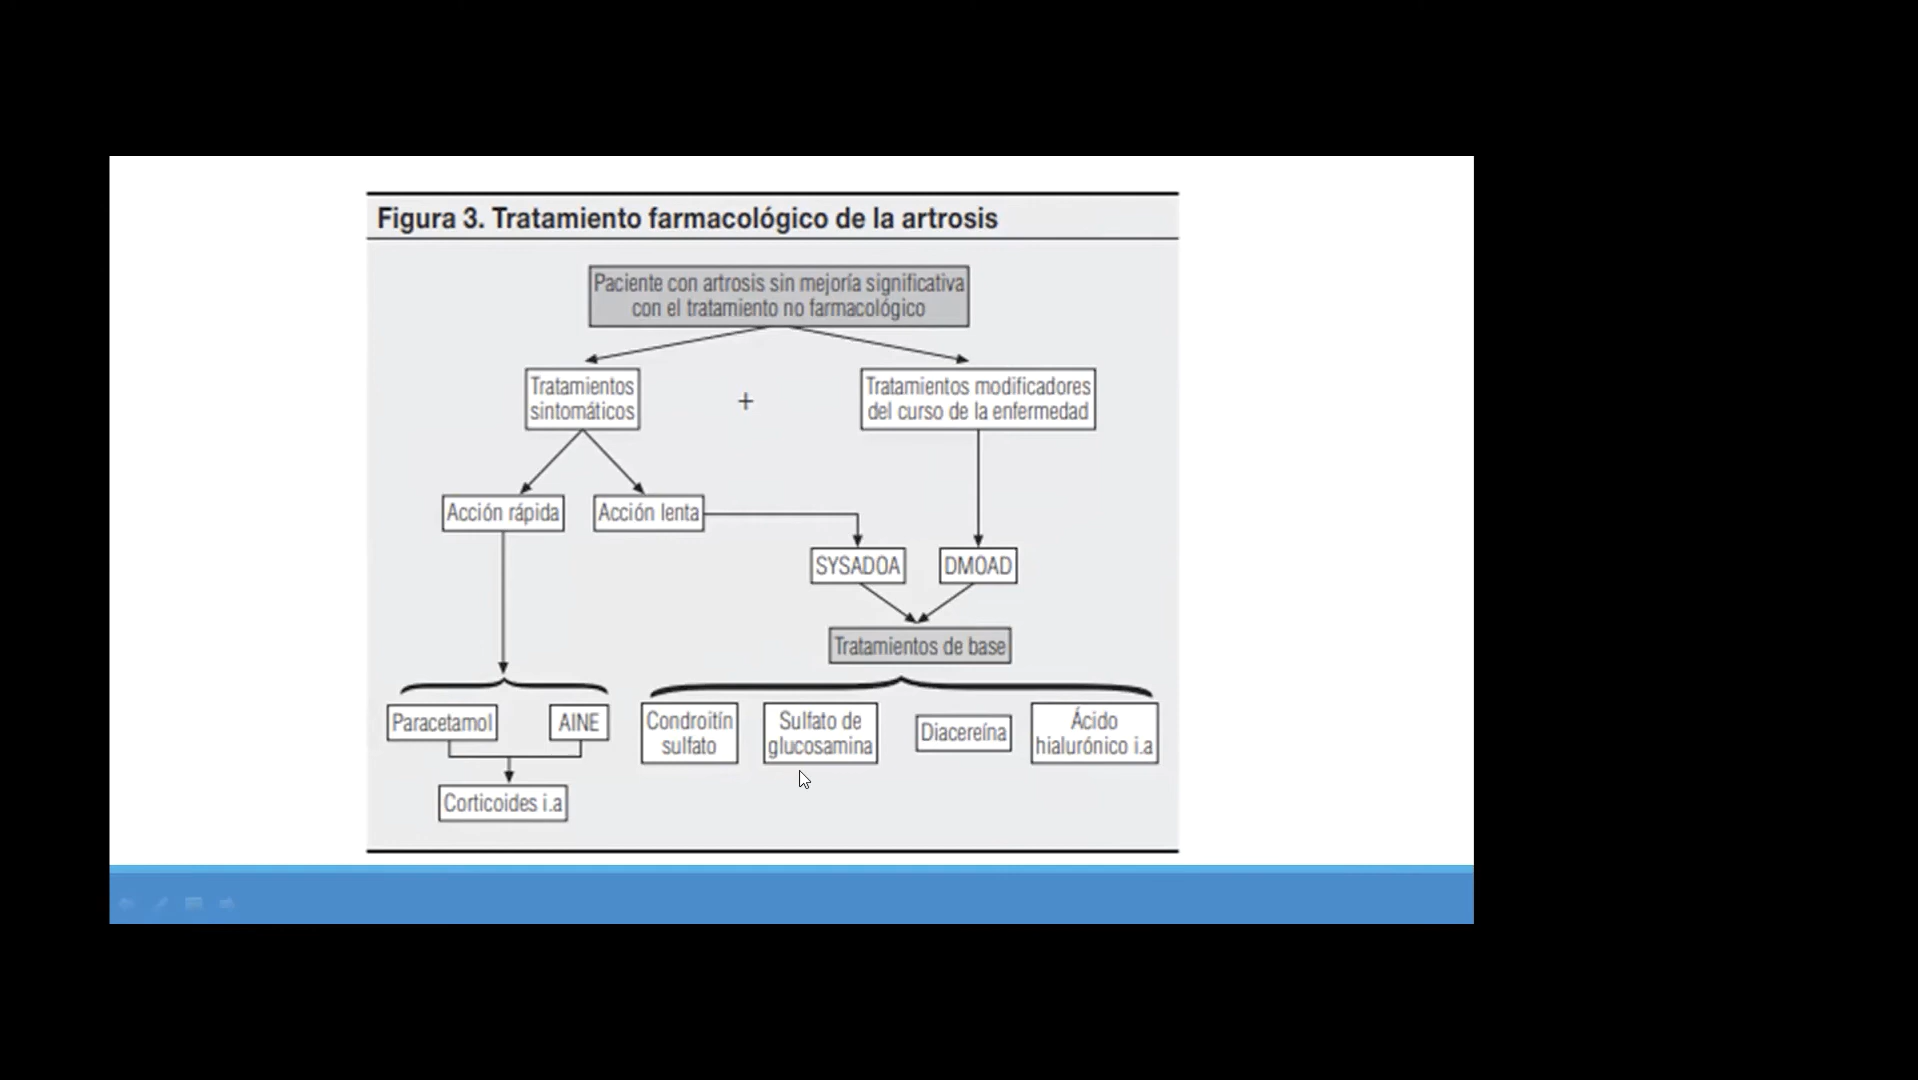 Figura 3. Tratamiento farmacológico de la artrosis
Paciente con artrosis sin mejoría significativa
con el tratamiento no farmacológico
Tratamientos
sintomáticos
+
Tratamientos modificadores
del curso de la enfermedad
Acción rápida
Acción lenta
SYSADOA
DMOAD
Tratamientos de base
Paracetamol
AINE
Condroitín
sulfato
Sulfato de
glucosamina
Diacereína
Ácido
hialurónico i.a
Corticoides i.a